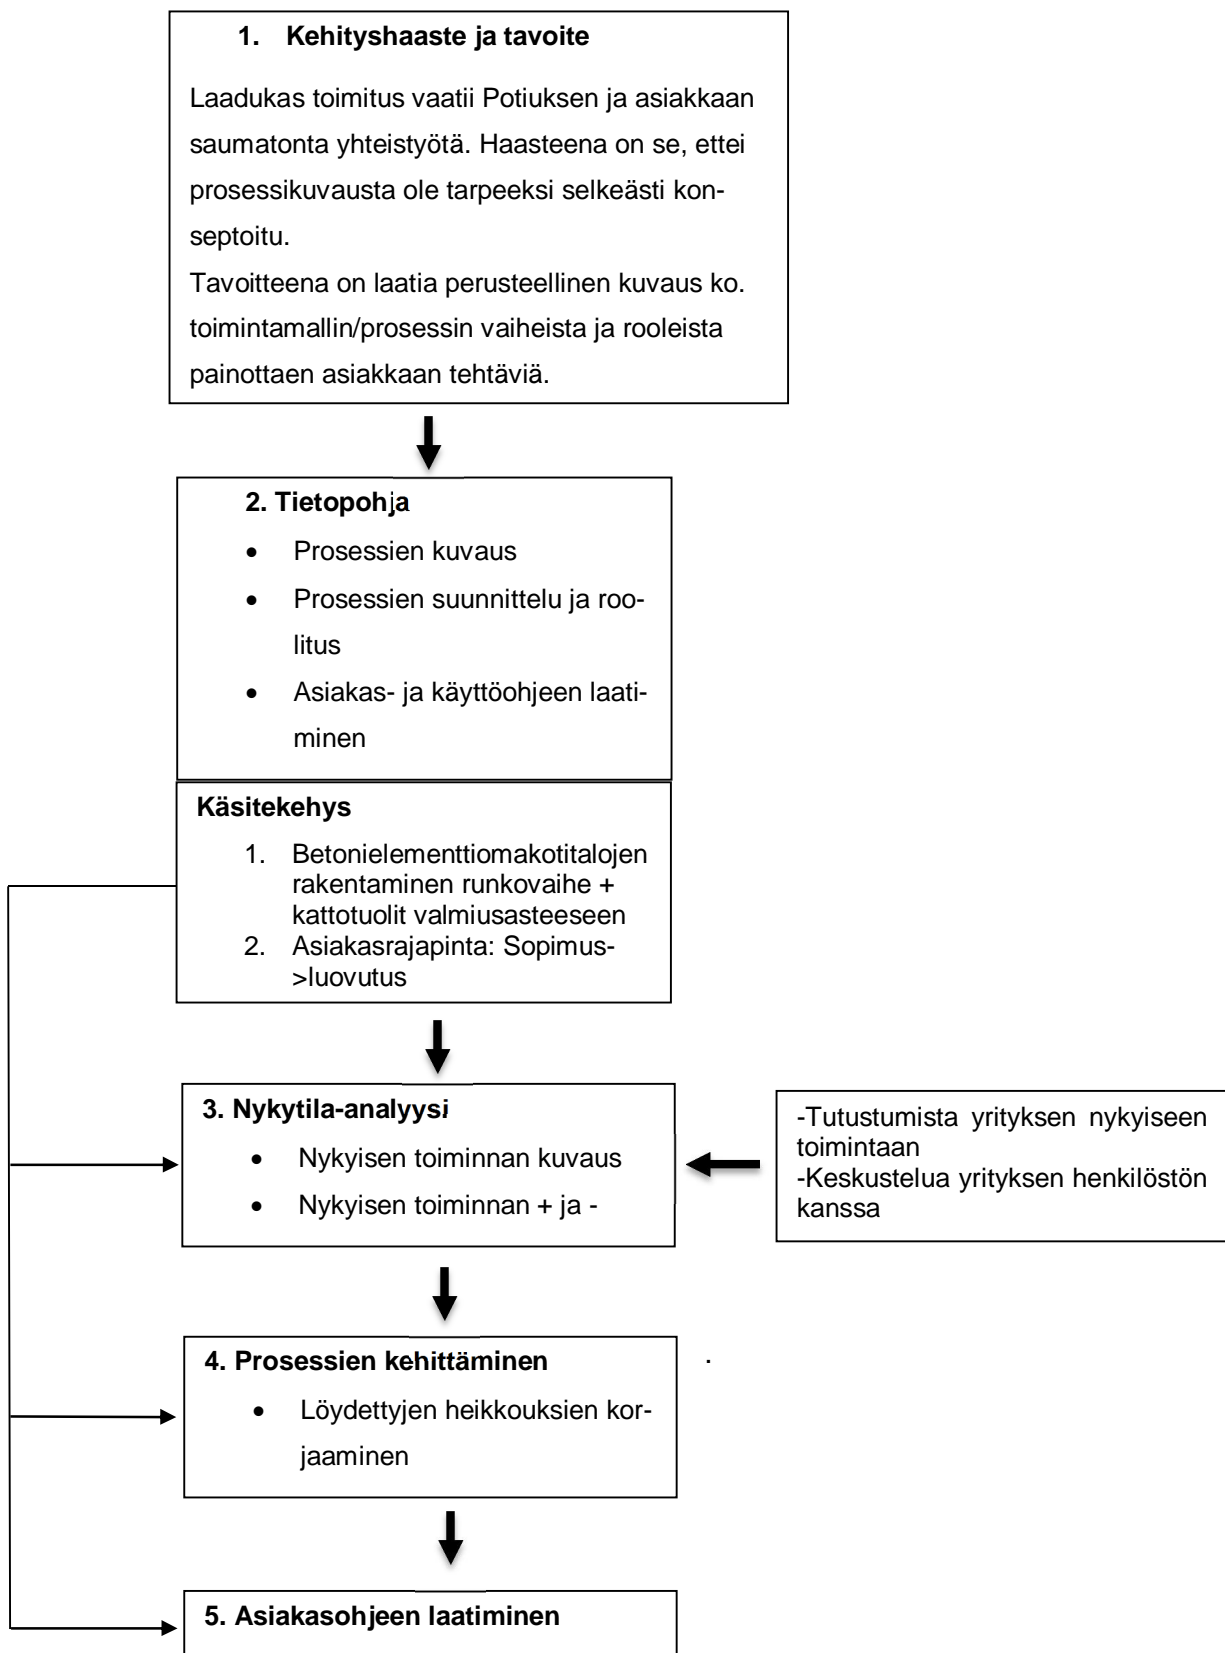 1. Kehityshaaste ja tavoite
Laadukas toimitus vaatii Potiuksen ja asiakkaan
saumatonta yhteistyötä. Haasteena on se, ettei
prosessikuvausta ole tarpeeksi selkeästi kon-
septoitu.
Tavoitteena on laatia perusteellinen kuvaus ko.
toimintamallin/prosessin vaiheista ja rooleista
painottaen asiakkaan tehtäviä.
2. Tietopohja
• Prosessien kuvaus
• Prosessien suunnittelu ja roo-
litus
• Asiakas- ja käyttöohjeen laati-
minen
Käsitekehys
1. Betonielementtiomakotitalojen
rakentaminen runkovaihe +
kattotuolit valmiusasteeseen
2. Asiakasrajapinta: Sopimus-
>luovutus
3. Nykytila-analyysi
• Nykyisen toiminnan kuvaus
• Nykyisen toiminnan + ja -
-Tutustumista yrityksen nykyiseen
toimintaan
-Keskustelua yrityksen henkilöstön
kanssa
4. Prosessien kehittäminen
• Löydettyjen heikkouksien kor-
jaaminen
.
5. Asiakasohjeen laatiminen